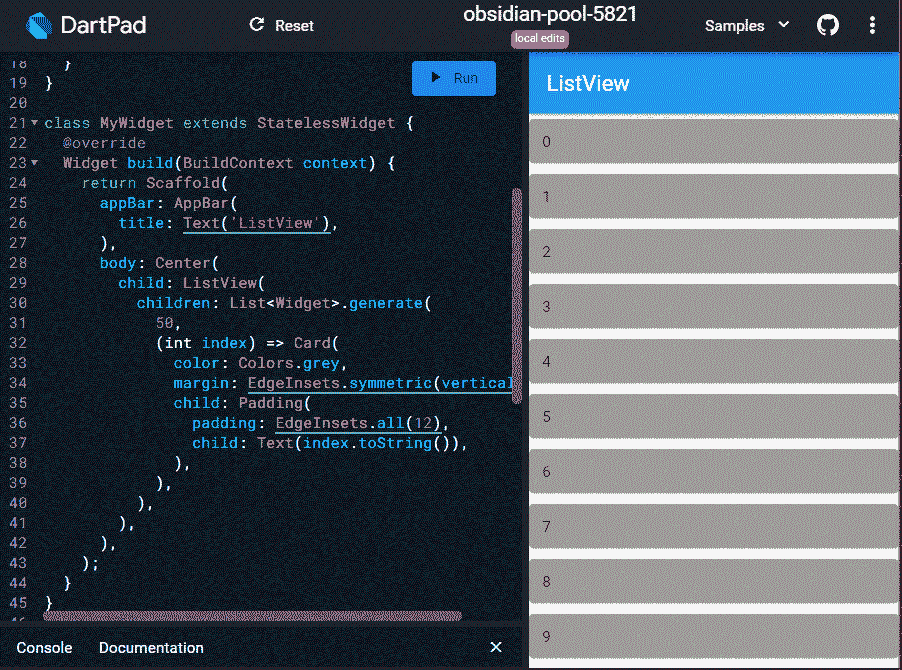 DartPad
Reset
obsidian-pool-5821
local edits
Samples
18 }
19 }
Run
20
21 class MyWidget extends StatelessWidget {
22 @override
23 Widget build(BuildContext context) {
24 return Scaffold(
25 appBar: AppBar(
26 title: Text('ListView'),
27 ),
28 body: Center(
29 child: ListView(
30 children: List<Widget>.generate(
31 50,
32 (int index) => Card(
33 color: Colors.grey,
34 margin: EdgeInsets.symmetric(vertical
35 child: Padding(
36 padding: EdgeInsets.all(12),
37 child: Text(index.toString()),
38 ),
39 ),
40 ),
41 ),
42 ),
43 );
44 }
45 }
Console
Documentation
ListView
0
1
2
3
4
5
6
7
8
9